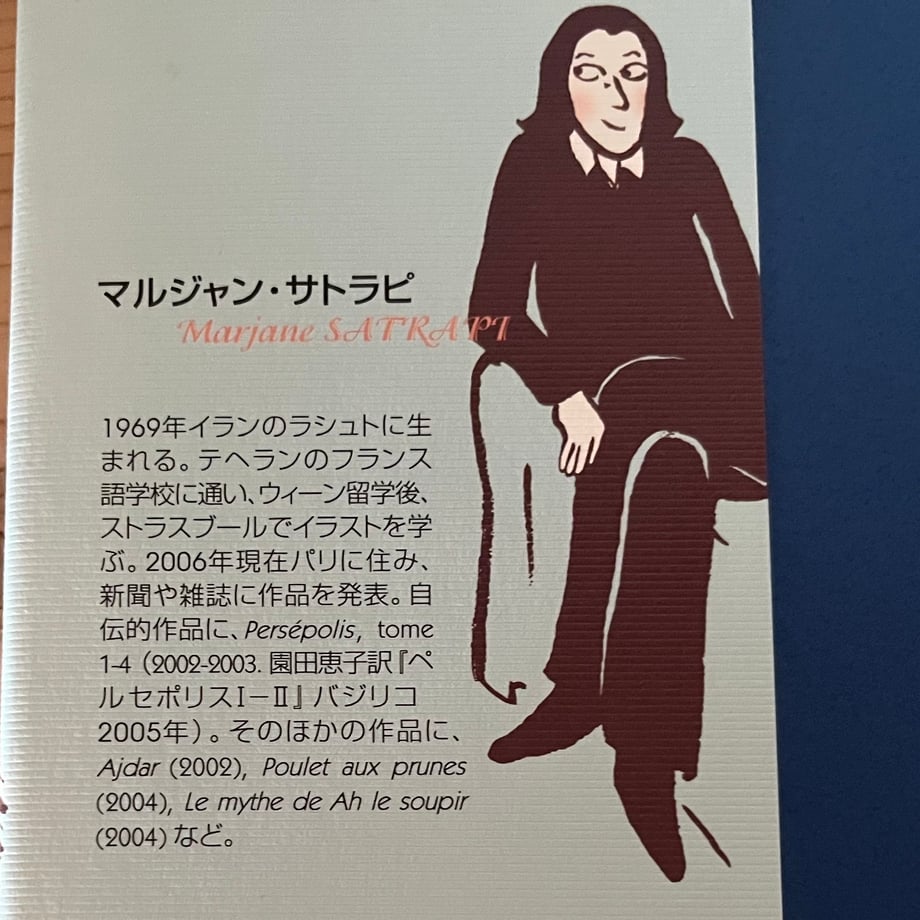 マルジャン・サトラピ
Marjane SATRAPI
1969年イランのラシュトに生
まれる。テヘランのフランス
語学校に通い、ウィーン留学後、
ストラスブールでイラストを学
ぶ。2006年現在パリに住み、
新聞や雑誌に作品を発表。自
伝的作品に、Persépolis, tome
1-4（2002-2003. 園田恵子訳『ペ
ルセポリスⅠ−Ⅱ』バジリコ
2005年）。そのほかの作品に、
Ajdar (2002), Poulet aux prunes
(2004), Le mythe de Ah le soupir
(2004) など。